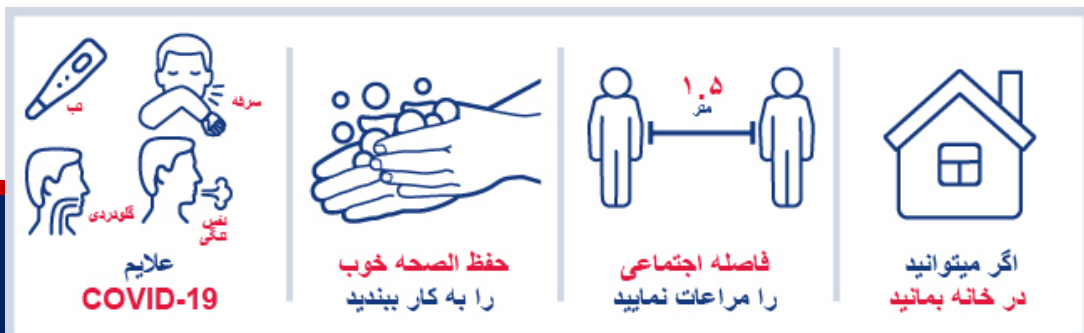 اگر میتوانید
در خانه بمانید
۱.۵
متر
فاصله اجتماعی
را مراعات نمایید
حفظ الصحه خوب
را به کار ببندید
سرفه
تب
نفس
تنگی
گلودردی
علایم
COVID-19